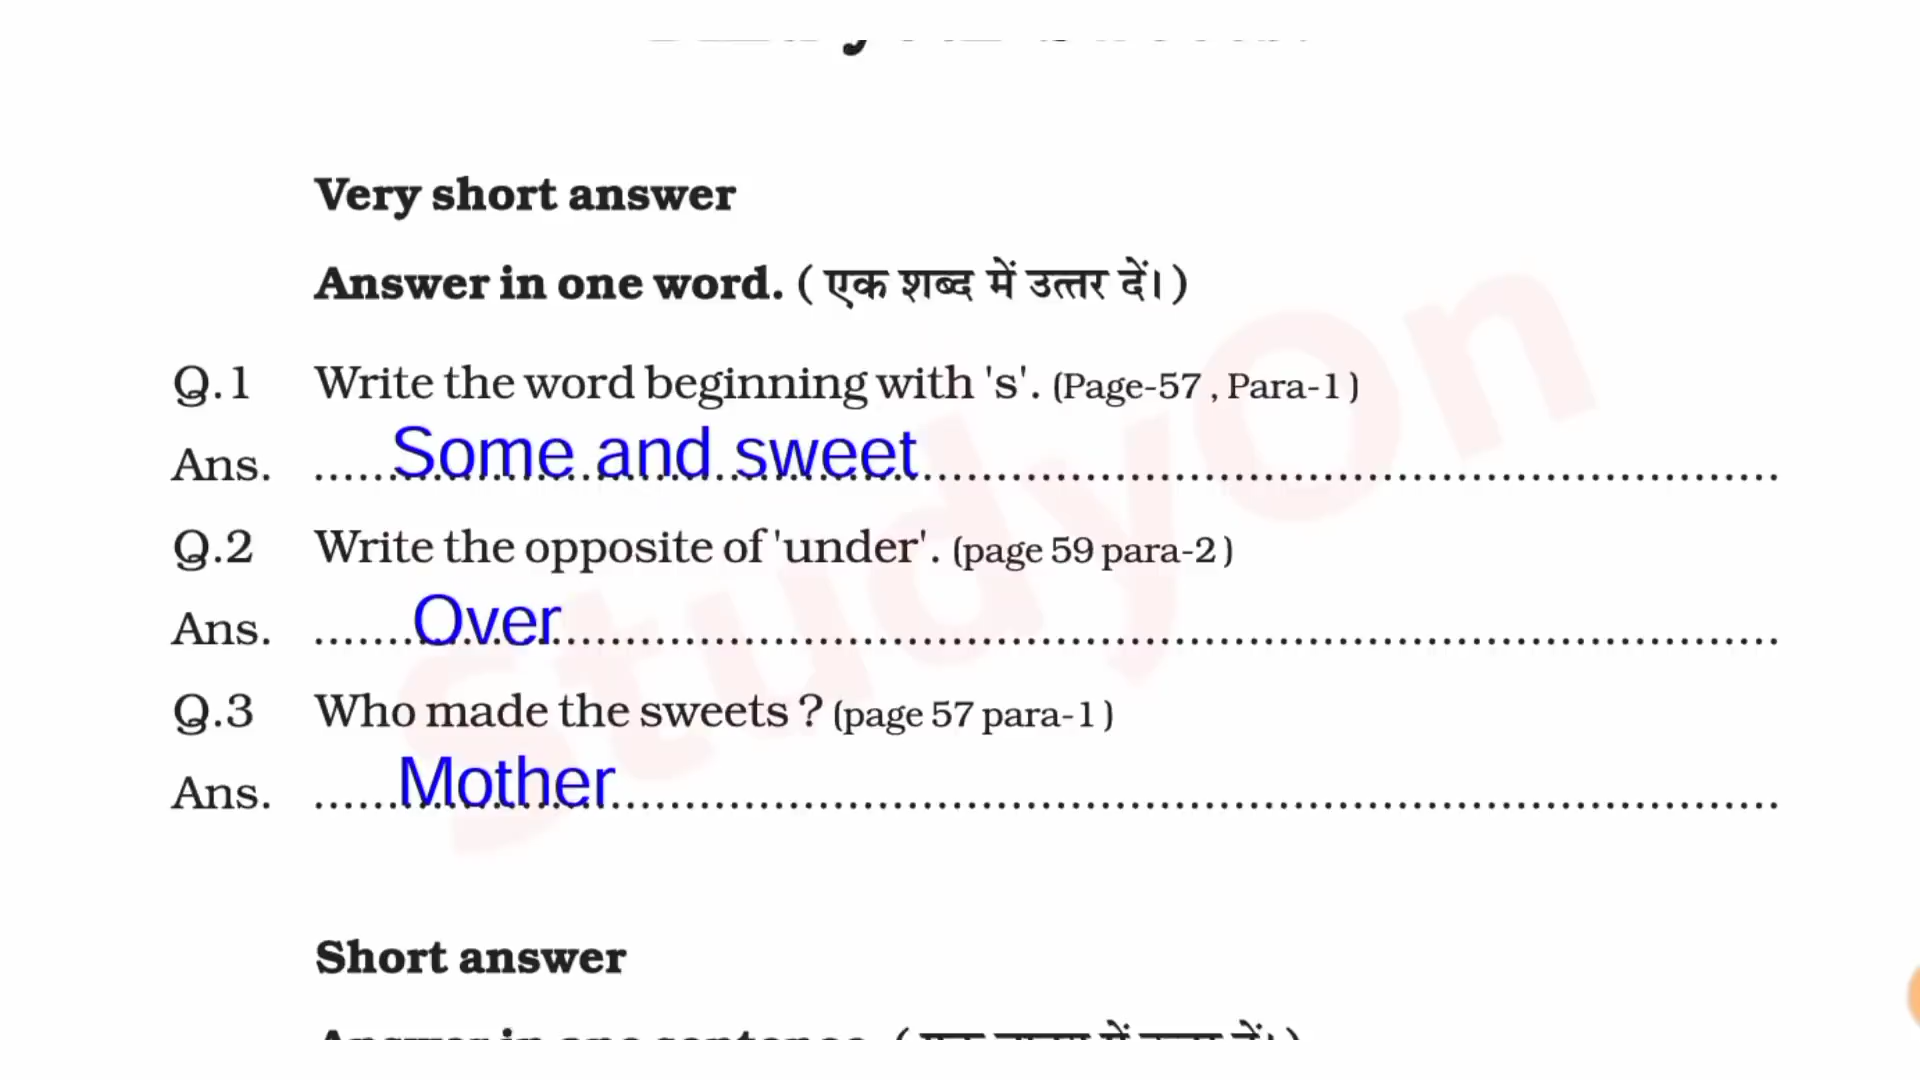 Very short answer
Answer in one word. ( एक शब्द में उत्तर दें। )
Q.1 Write the word beginning with 's'. (Page-57 , Para-1 )
Ans. Some and sweet
Q.2 Write the opposite of 'under'. (page 59 para-2 )
Ans. Over
Q.3 Who made the sweets ? (page 57 para-1 )
Ans. Mother
Short answer
StudyOn